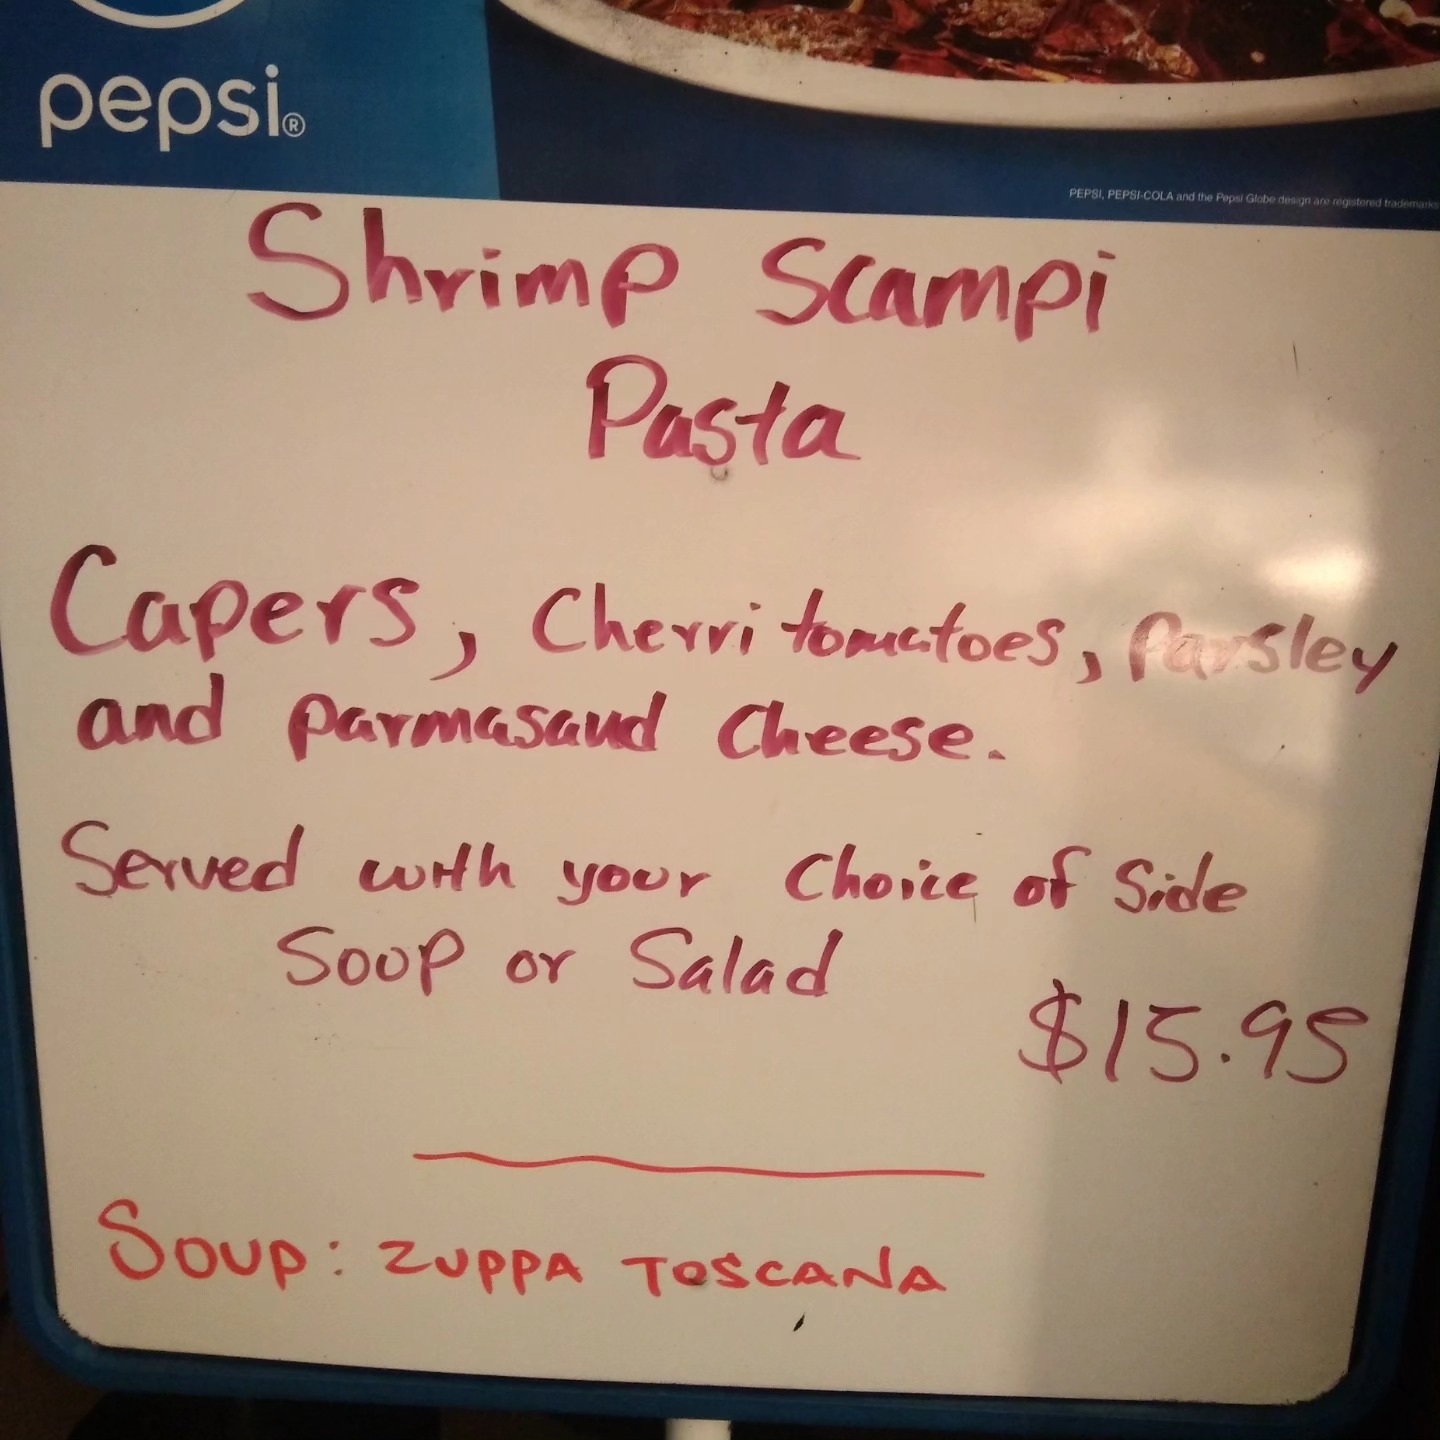 pepsi®
PEPSI, PEPSI-COLA and the Pepsi Globe design are registered trademarks
Shrimp Scampi
Pasta
Capers, Cherri tomatoes, Parsley
and parmasand Cheese.
Served with your Choice of Side
Soup or Salad
$15.95
SOUP: ZUPPA TOSCANA